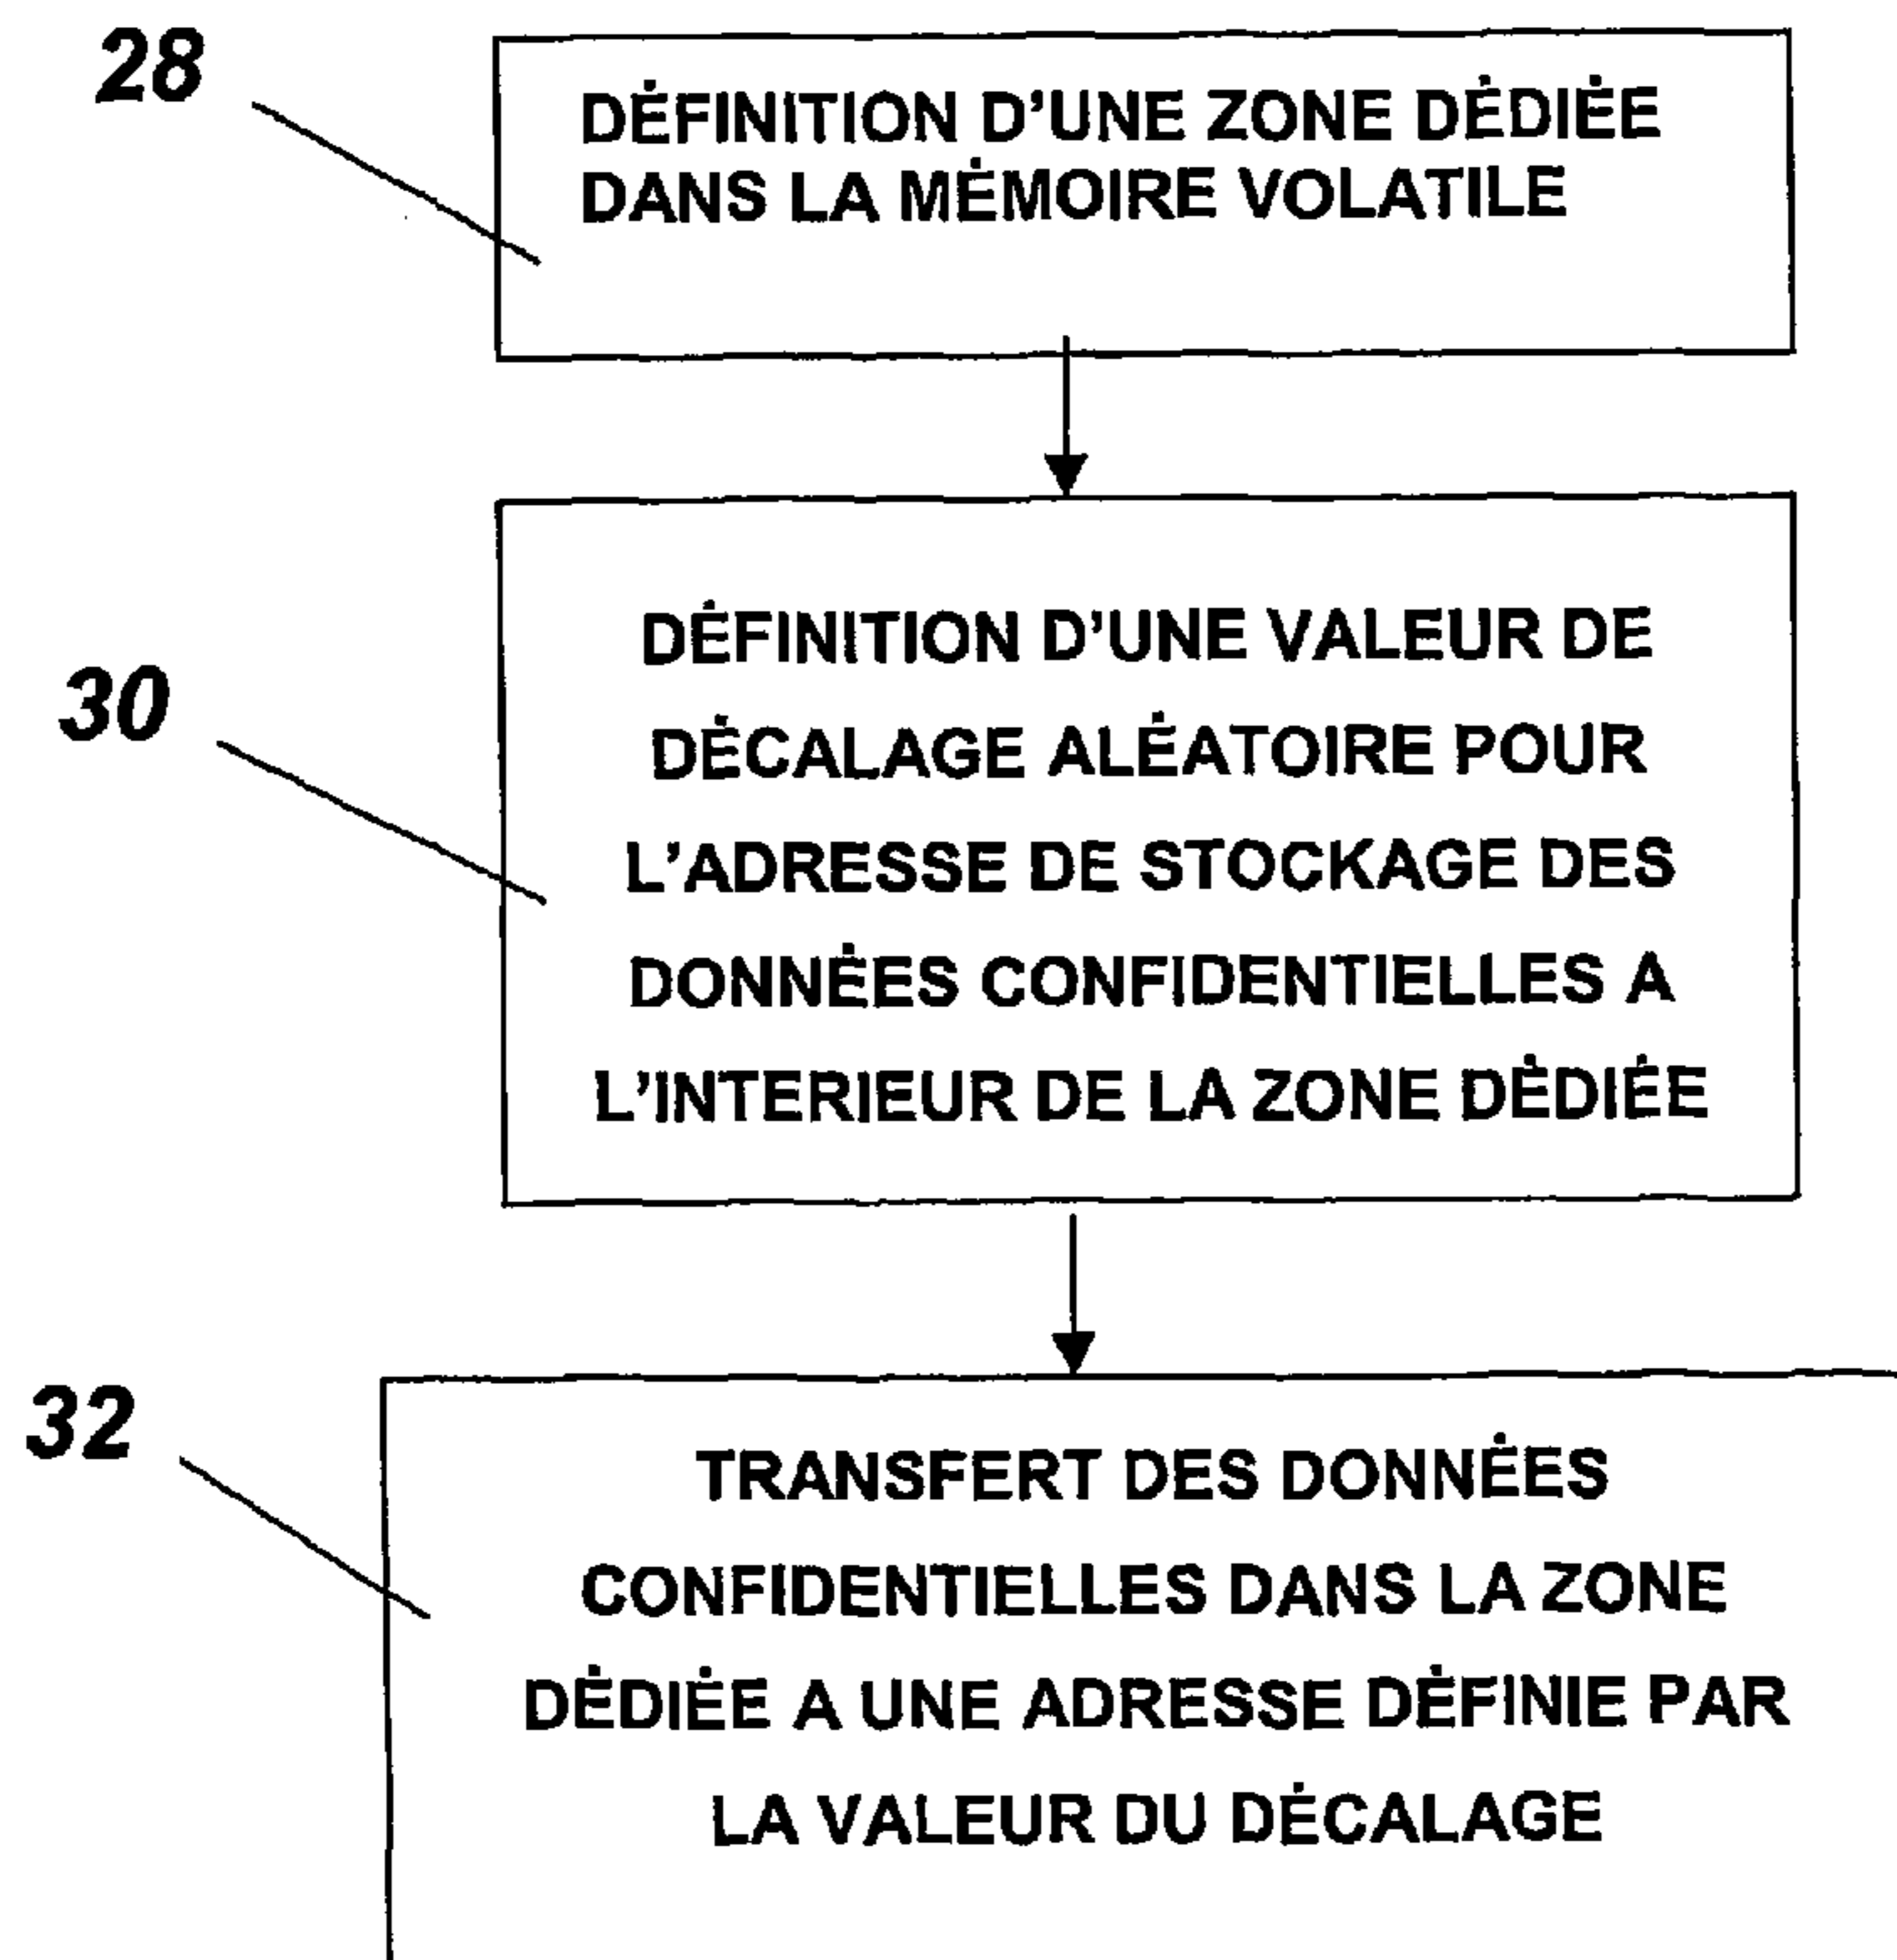 28
DÉFINITION D'UNE ZONE DÉDIÉE
DANS LA MÉMOIRE VOLATILE
30
DÉFINITION D'UNE VALEUR DE
DÉCALAGE ALÉATOIRE POUR
L'ADRESSE DE STOCKAGE DES
DONNÉES CONFIDENTIELLES A
L'INTERIEUR DE LA ZONE DÉDIÉE
32
TRANSFERT DES DONNÉES
CONFIDENTIELLES DANS LA ZONE
DÉDIÉE A UNE ADRESSE DÉFINIE PAR
LA VALEUR DU DÉCALAGE